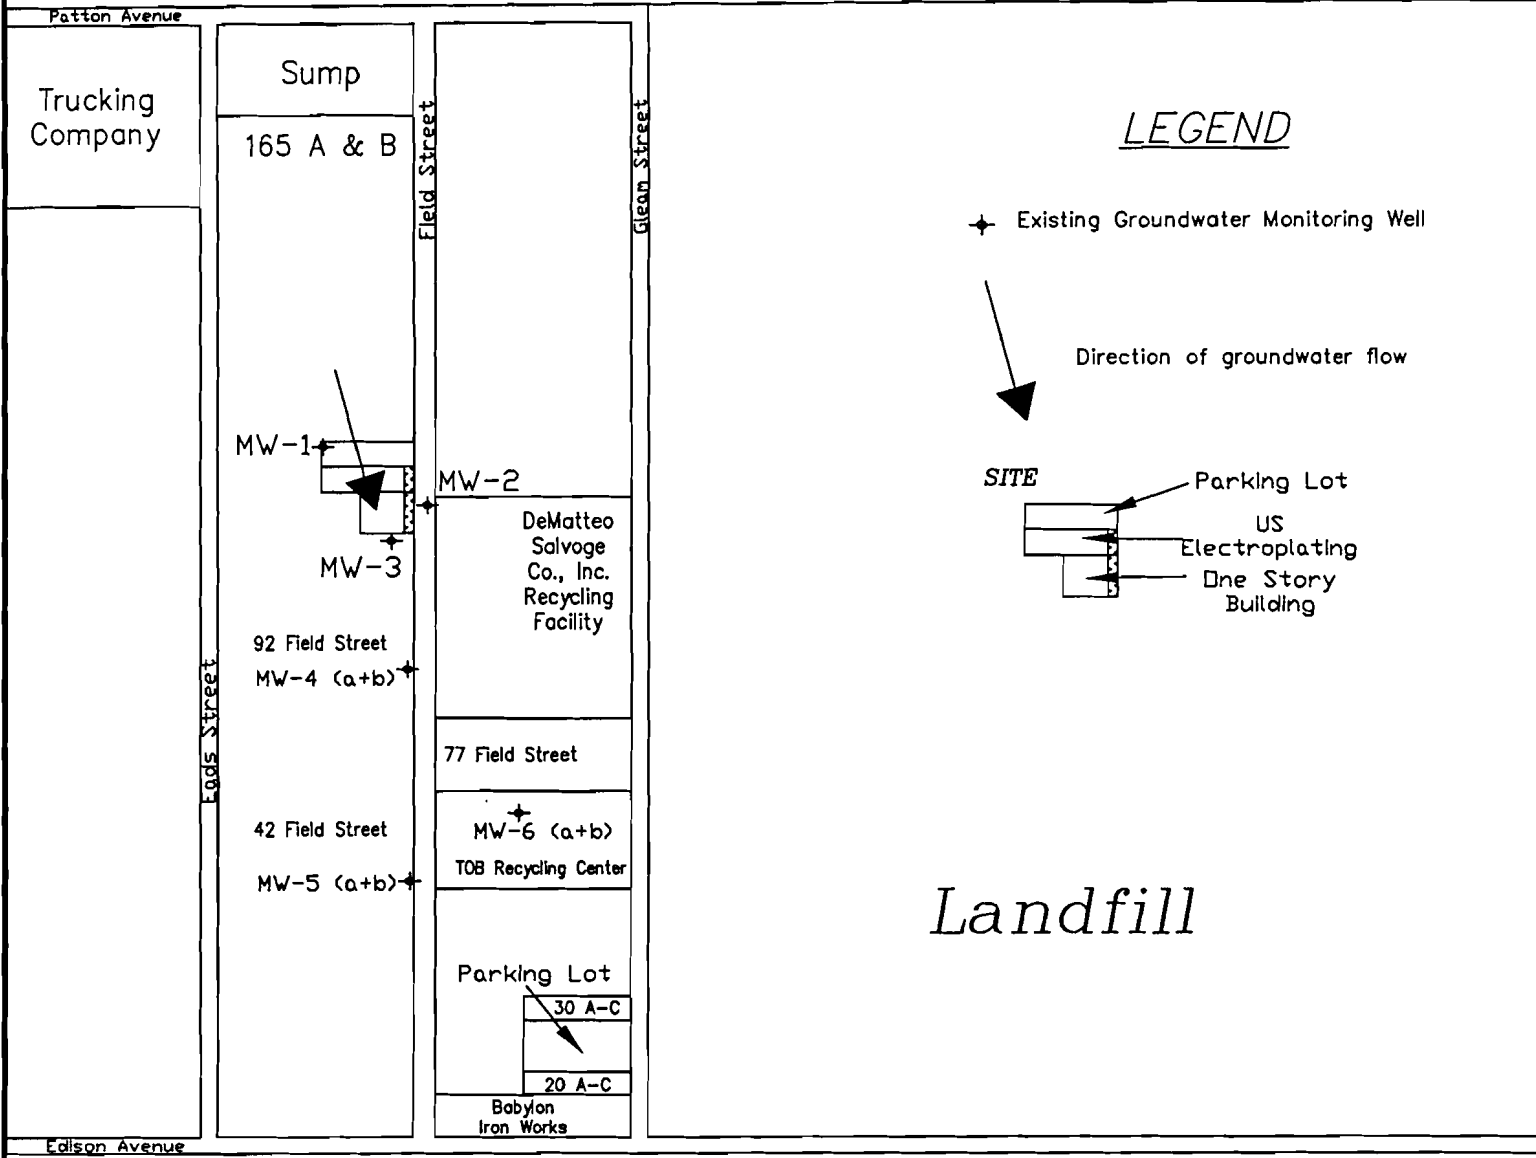 Patton Avenue
Trucking
Company
Sump
165 A & B
Field Street
Gleam Street
LEGEND
Existing Groundwater Monitoring Well
Direction of groundwater flow
MW-1
MW-2
MW-3
SITE
Parking Lot
US
Electroplating
One Story
Building
DeMatteo
Salvoge
Co., Inc.
Recycling
Facility
92 Field Street
MW-4 (a+b)
Eads Street
77 Field Street
42 Field Street
MW-6 (a+b)
TOB Recycling Center
MW-5 (a+b)
Landfill
Parking Lot
30 A-C
20 A-C
Babylon
Iron Works
Edison Avenue